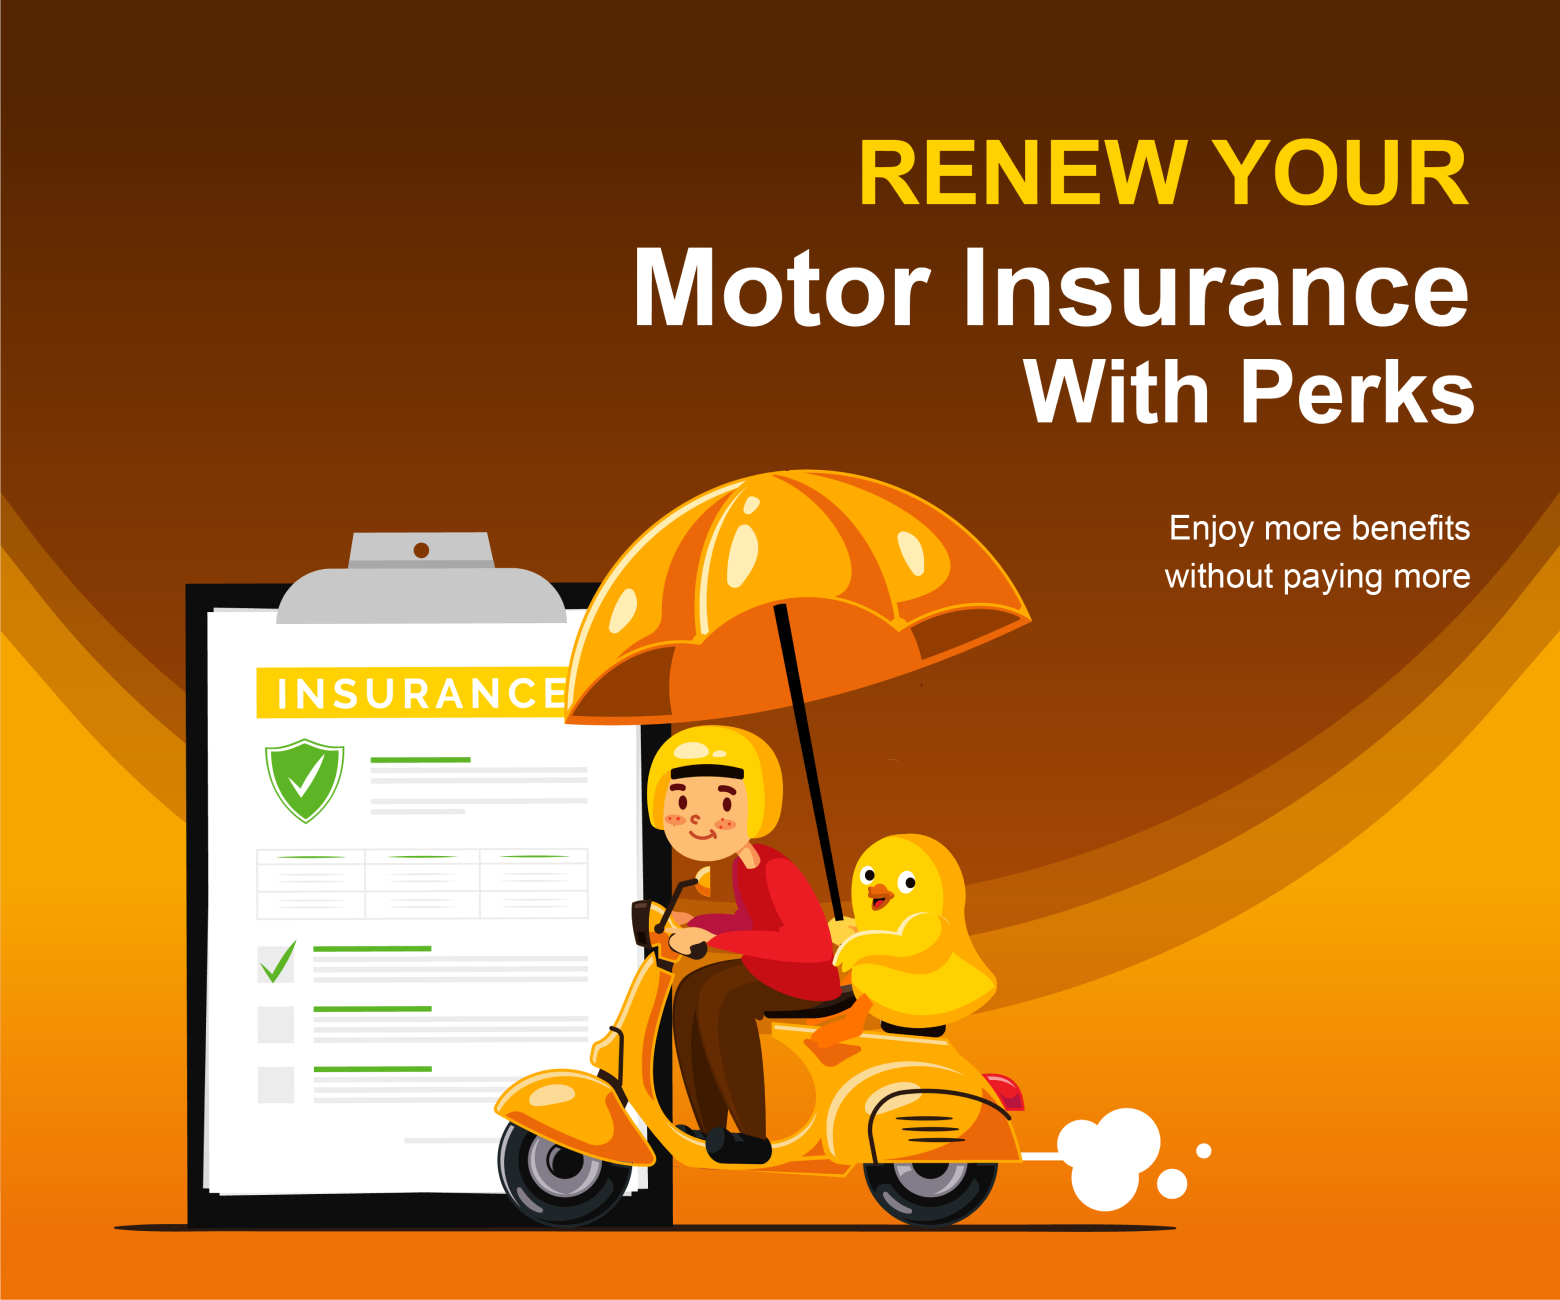 RENEW YOUR
Motor Insurance
With Perks
Enjoy more benefits
without paying more
INSURANCE